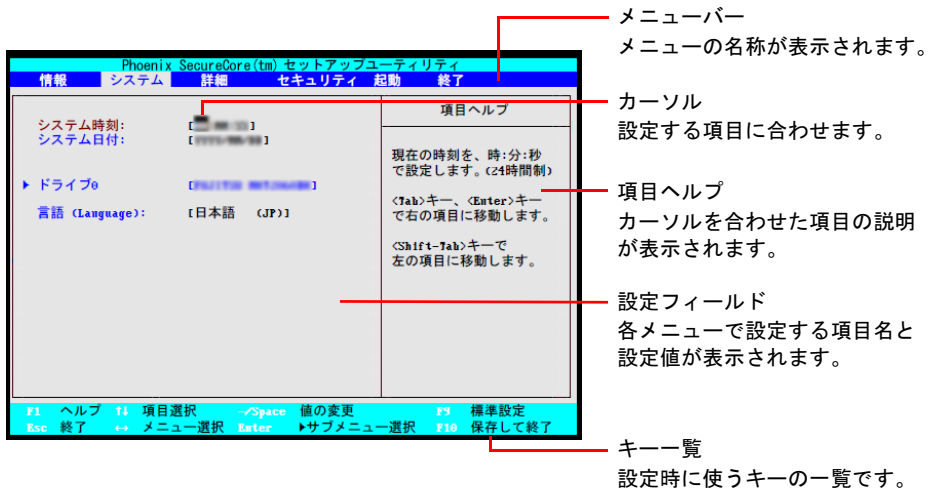 Phoenix SecureCore(tm) セットアップユーティリティ
情報 システム 詳細 セキュリティ 起動 終了
システム時刻:
システム日付:
ドライブ0
言語 (Language): [日本語 (JP)]
項目ヘルプ
現在の時刻を、時:分:秒
で設定します。(24時間制)
<Tab>キー、<Enter>キー
で右の項目に移動します。
<Shift-Tab>キーで
左の項目に移動します。
F1 ヘルプ ↑↓ 項目選択 -/Space 値の変更 F9 標準設定
Esc 終了 ↔ メニュー選択 Enter ▶サブメニュー選択 F10 保存して終了
メニューバー
メニューの名称が表示されます。
カーソル
設定する項目に合わせます。
項目ヘルプ
カーソルを合わせた項目の説明
が表示されます。
設定フィールド
各メニューで設定する項目名と
設定値が表示されます。
キー一覧
設定時に使うキーの一覧です。